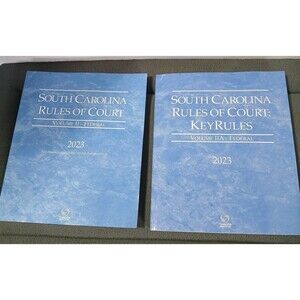 SOUTH CAROLINA
RULES OF COURT
VOLUME II - FEDERAL
2023
SOUTH CAROLINA
RULES OF COURT:
KEYRULES
VOLUME IIA - FEDERAL
2023